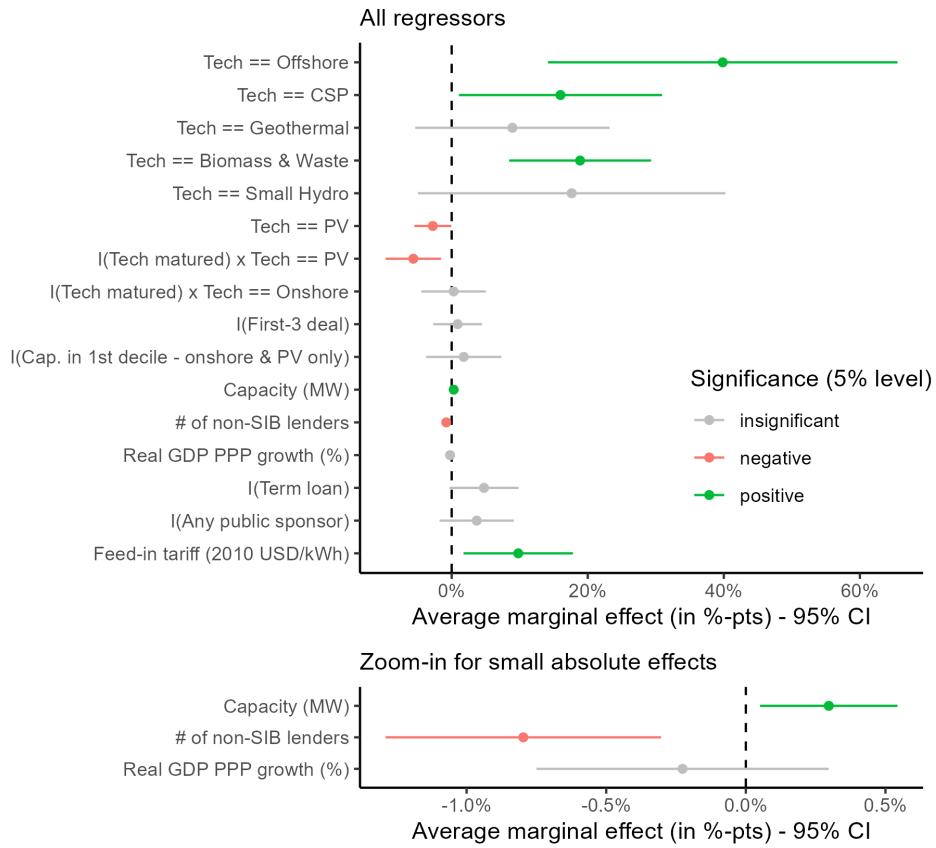 All regressors
Tech == Offshore
Tech == CSP
Tech == Geothermal
Tech == Biomass & Waste
Tech == Small Hydro
Tech == PV
I(Tech matured) x Tech == PV
I(Tech matured) x Tech == Onshore
I(First-3 deal)
I(Cap. in 1st decile - onshore & PV only)
Capacity (MW)
# of non-SIB lenders
Real GDP PPP growth (%)
I(Term loan)
I(Any public sponsor)
Feed-in tariff (2010 USD/kWh)
Significance (5% level)
insignificant
negative
positive
0% 20% 40% 60%
Average marginal effect (in %-pts) - 95% CI
Zoom-in for small absolute effects
Capacity (MW)
# of non-SIB lenders
Real GDP PPP growth (%)
-1.0% -0.5% 0.0% 0.5%
Average marginal effect (in %-pts) - 95% CI